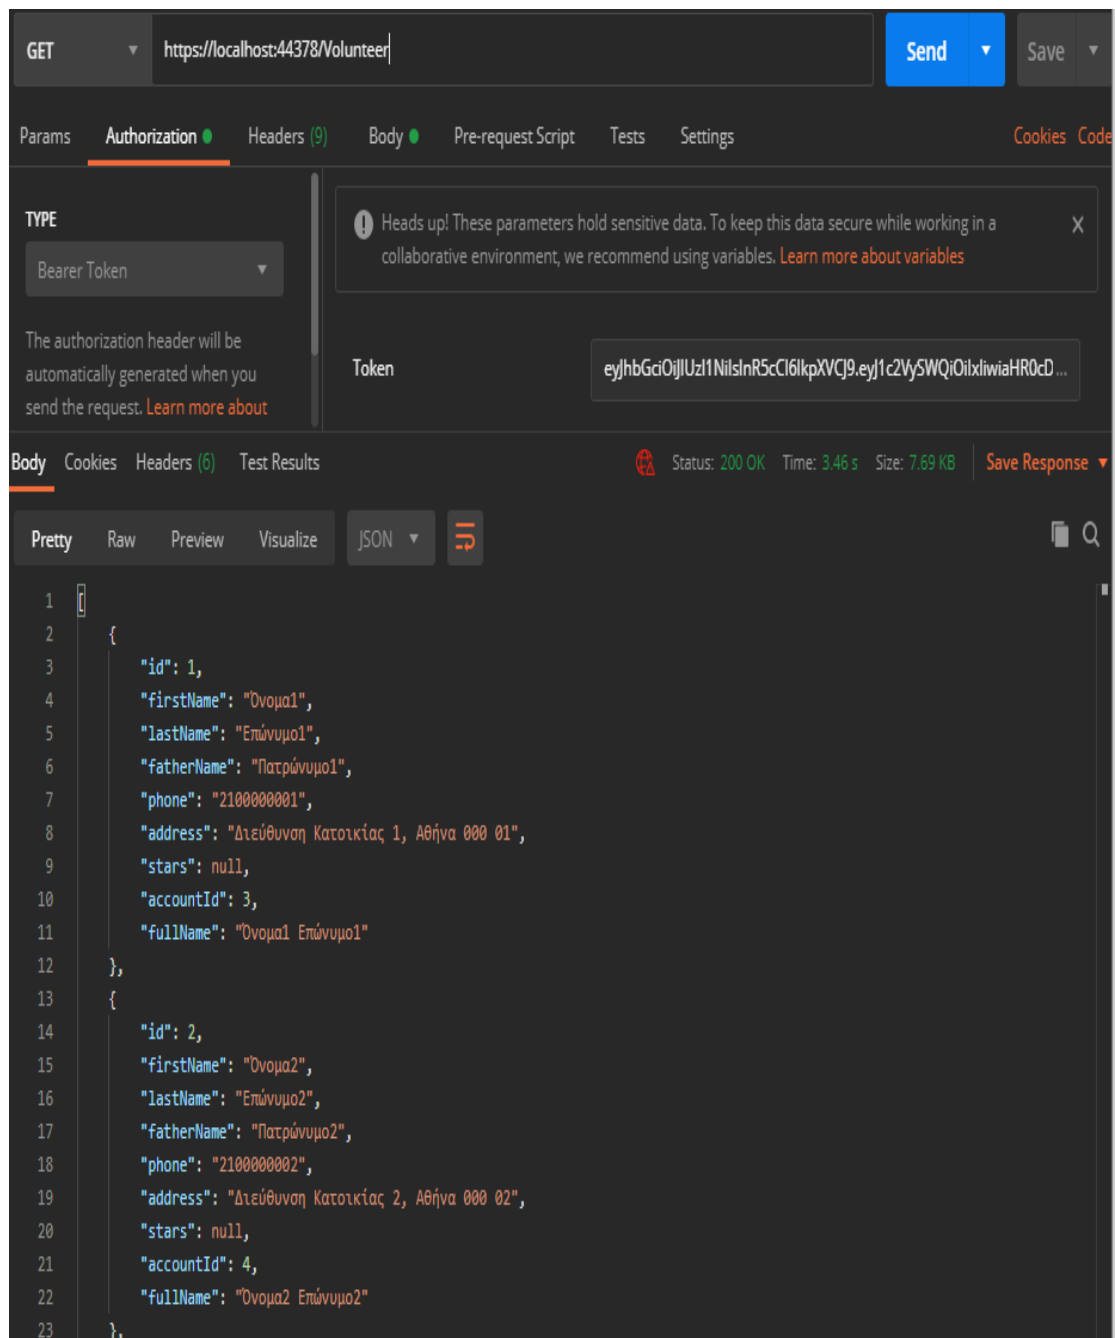 GET https://localhost:44378/Volunteer Send Save
Params Authorization Headers (9) Body Pre-request Script Tests Settings Cookies Code
TYPE
Bearer Token
The authorization header will be
automatically generated when you
send the request. Learn more about
Heads up! These parameters hold sensitive data. To keep this data secure while working in a
collaborative environment, we recommend using variables. Learn more about variables
Token eyJhbGciOiJIUzI1NiIsInR5cCI6IkpXVCJ9.eyJ1c2VySWQiOiIxIiwiaHR0cD...
Body Cookies Headers (6) Test Results Status: 200 OK Time: 3.46 s Size: 7.69 KB Save Response
Pretty Raw Preview Visualize JSON
1 [
2 {
3 "id": 1,
4 "firstName": "Όνομα1",
5 "lastName": "Επώνυμο1",
6 "fatherName": "Πατρώνυμο1",
7 "phone": "2100000001",
8 "address": "Διεύθυνση Κατοικίας 1, Αθήνα 000 01",
9 "stars": null,
10 "accountId": 3,
11 "fullName": "Όνομα1 Επώνυμο1"
12 },
13 {
14 "id": 2,
15 "firstName": "Όνομα2",
16 "lastName": "Επώνυμο2",
17 "fatherName": "Πατρώνυμο2",
18 "phone": "2100000002",
19 "address": "Διεύθυνση Κατοικίας 2, Αθήνα 000 02",
20 "stars": null,
21 "accountId": 4,
22 "fullName": "Όνομα2 Επώνυμο2"
23 },